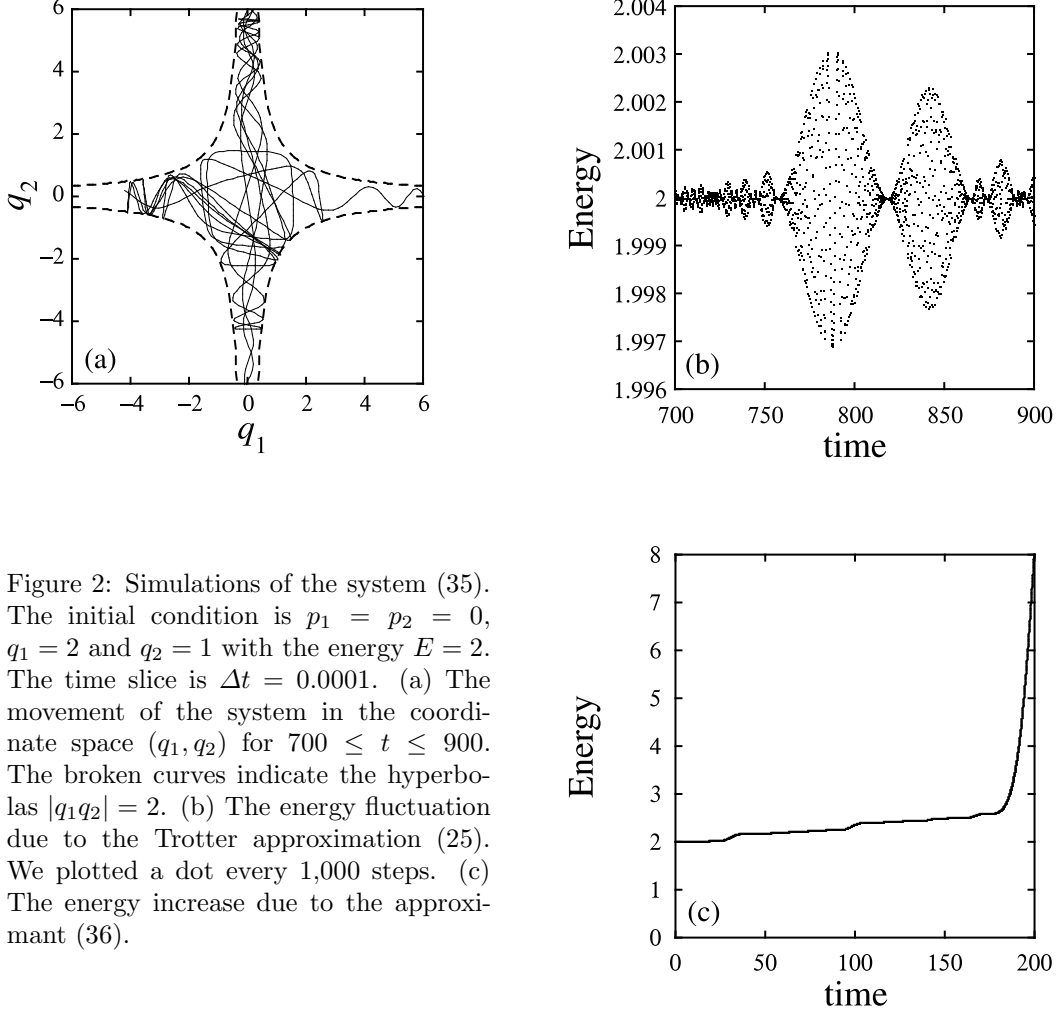 6
4
2
0
−2
−4
−6
q2
(a)
−6 −4 −2 0 2 4 6
q1
2.004
2.003
2.002
2.001
2
1.999
1.998
1.997
1.996
Energy
(b)
700 750 800 850 900
time
Figure 2: Simulations of the system (35).
The initial condition is p1 = p2 = 0,
q1 = 2 and q2 = 1 with the energy E = 2.
The time slice is Δt = 0.0001. (a) The
movement of the system in the coordi-
nate space (q1, q2) for 700 ≤ t ≤ 900.
The broken curves indicate the hyperbo-
las |q1q2| = 2. (b) The energy fluctuation
due to the Trotter approximation (25).
We plotted a dot every 1,000 steps. (c)
The energy increase due to the approxi-
mant (36).
8
7
6
5
4
3
2
1
0
Energy
(c)
0 50 100 150 200
time